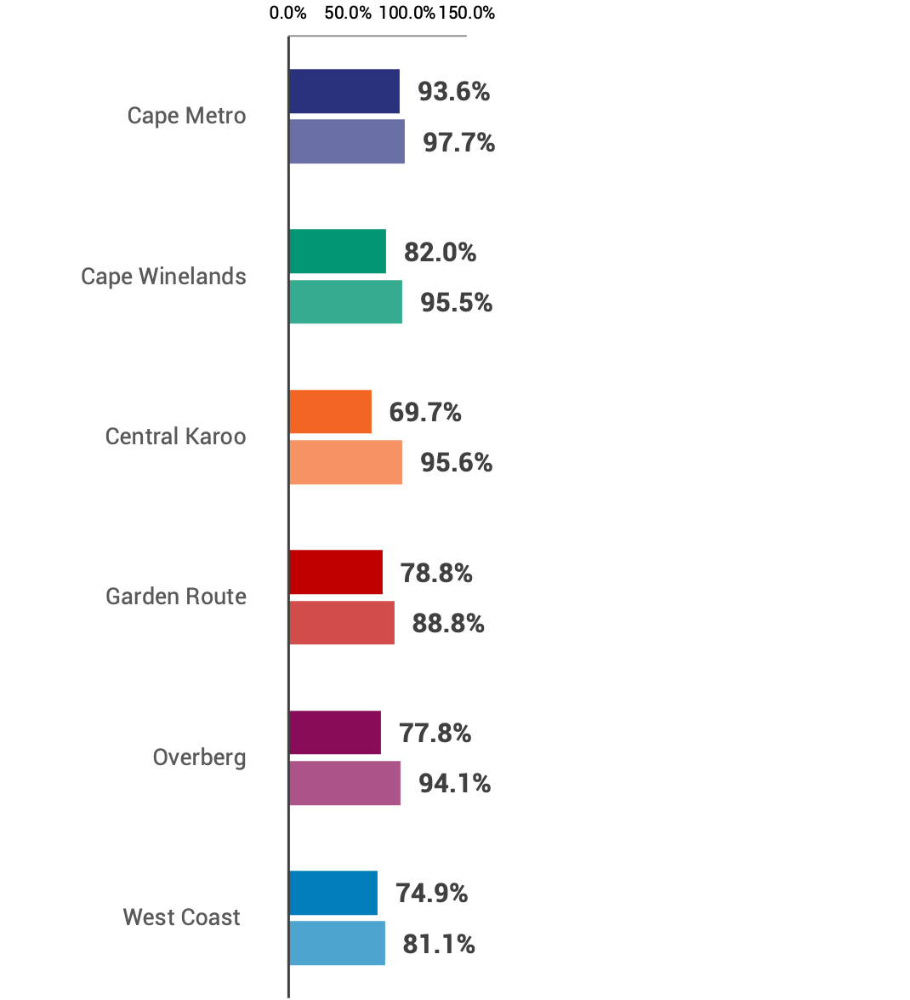 0.0% 50.0% 100.0% 150.0%
93.6%
Cape Metro
97.7%
82.0%
Cape Winelands
95.5%
69.7%
Central Karoo
95.6%
78.8%
Garden Route
88.8%
77.8%
Overberg
94.1%
74.9%
West Coast
81.1%